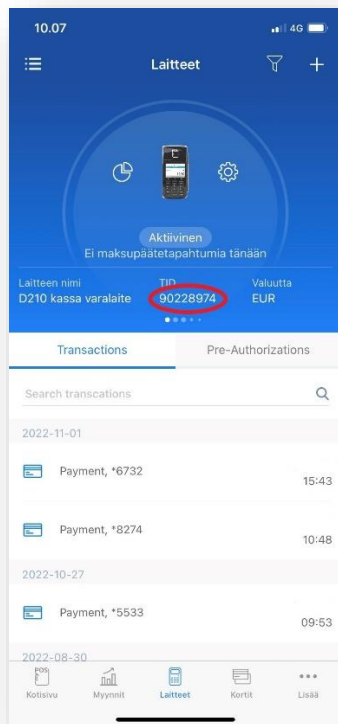 10.07
4G
Laitteet
Aktiivinen
Ei maksupäätetapahtumia tänään
Laitteen nimi TID Valuutta
D210 kassa varalaite 90228974 EUR
Transactions Pre-Authorizations
Search transcations
2022-11-01
Payment, *6732 15:43
Payment, *8274 10:48
2022-10-27
Payment, *5533 09:53
2022-08-30
POS
Kotisivu Myynnit Laitteet Kortit Lisää